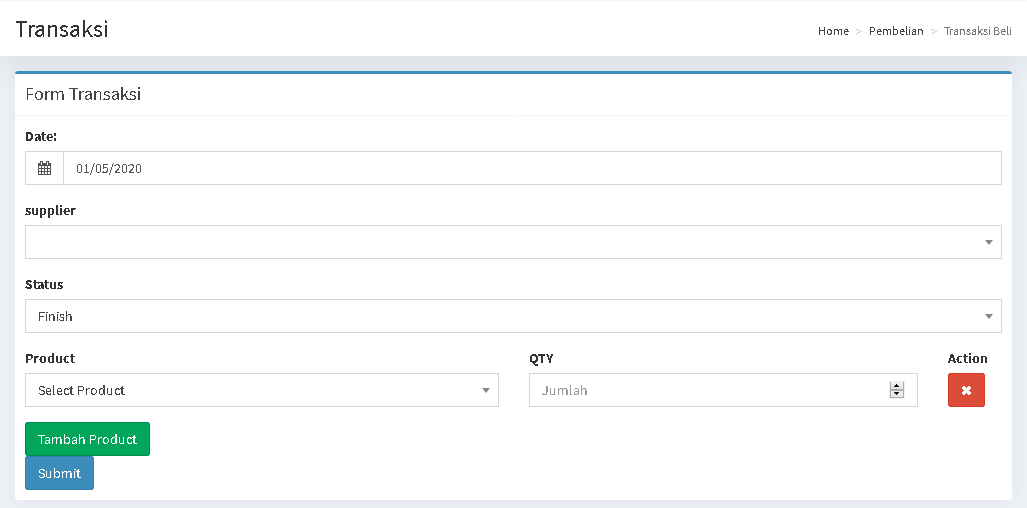 Transaksi
Home > Pembelian > Transaksi Beli
Form Transaksi
Date:
01/05/2020
supplier
Status
Finish
Product QTY Action
Select Product Jumlah
Tambah Product
Submit